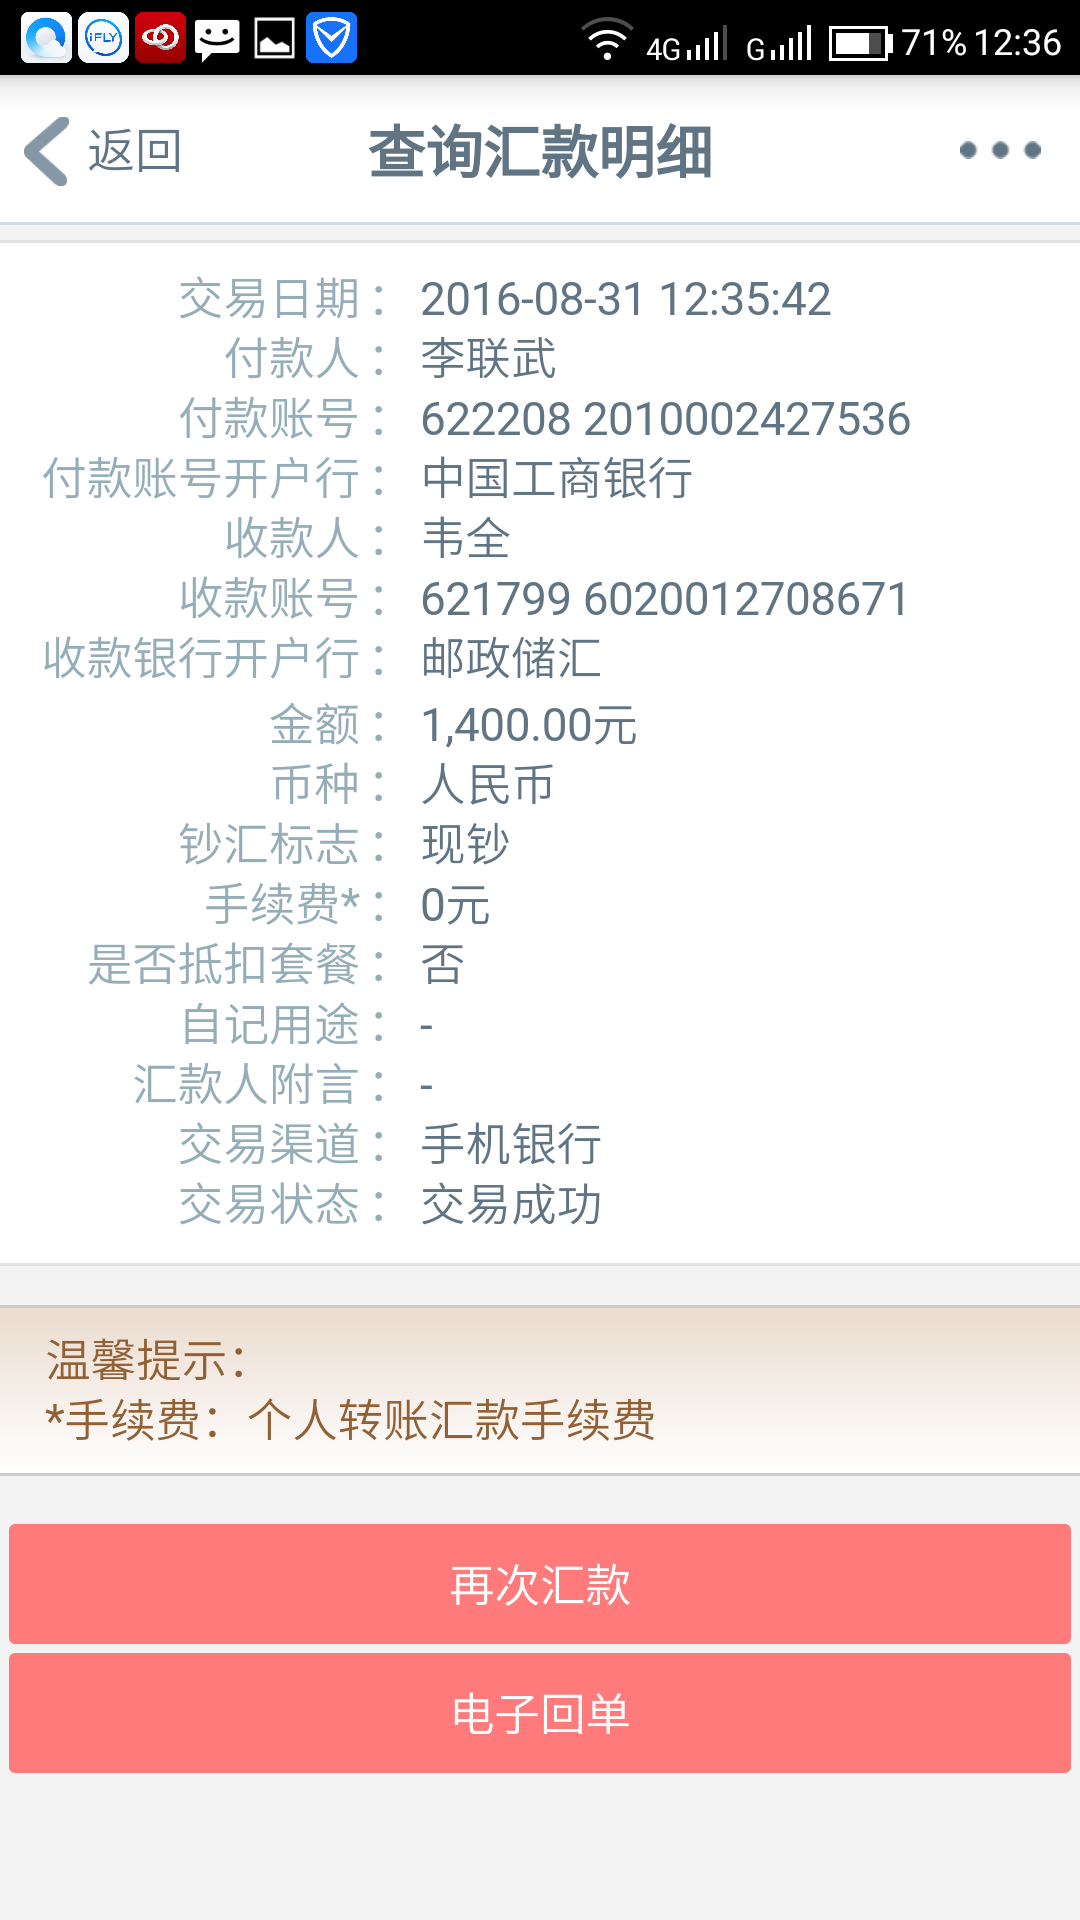 iFLY 4G G 71% 12:36
返回 查询汇款明细
交易日期： 2016-08-31 12:35:42
付款人： 李联武
付款账号： 622208 2010002427536
付款账号开户行： 中国工商银行
收款人： 韦全
收款账号： 621799 6020012708671
收款银行开户行： 邮政储汇
金额： 1,400.00元
币种： 人民币
钞汇标志： 现钞
手续费*： 0元
是否抵扣套餐： 否
自记用途： -
汇款人附言： -
交易渠道： 手机银行
交易状态： 交易成功
温馨提示：
*手续费：个人转账汇款手续费
再次汇款
电子回单